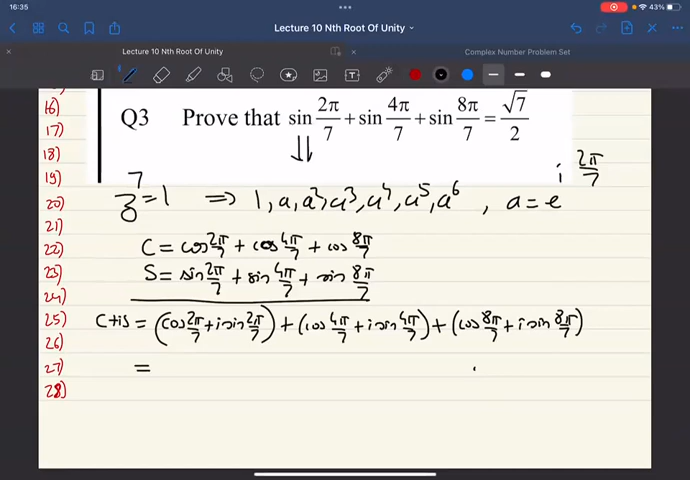 16:35
43%
Lecture 10 Nth Root Of Unity
Lecture 10 Nth Root Of Unity
Complex Number Problem Set
16)
17)
18)
19)
20)
21)
22)
23)
24)
25)
26)
27)
28)
Q3 Prove that sin 2π/7 + sin 4π/7 + sin 8π/7 = √7/2
⇓
z^7 = 1 ⇒ 1, a, a^2, a^3, a^4, a^5, a^6, a = e^(i 2π/7)
C = cos 2π/7 + cos 4π/7 + cos 8π/7
S = sin 2π/7 + sin 4π/7 + sin 8π/7
C+iS = (cos 2π/7 + i sin 2π/7) + (cos 4π/7 + i sin 4π/7) + (cos 8π/7 + i sin 8π/7)
=